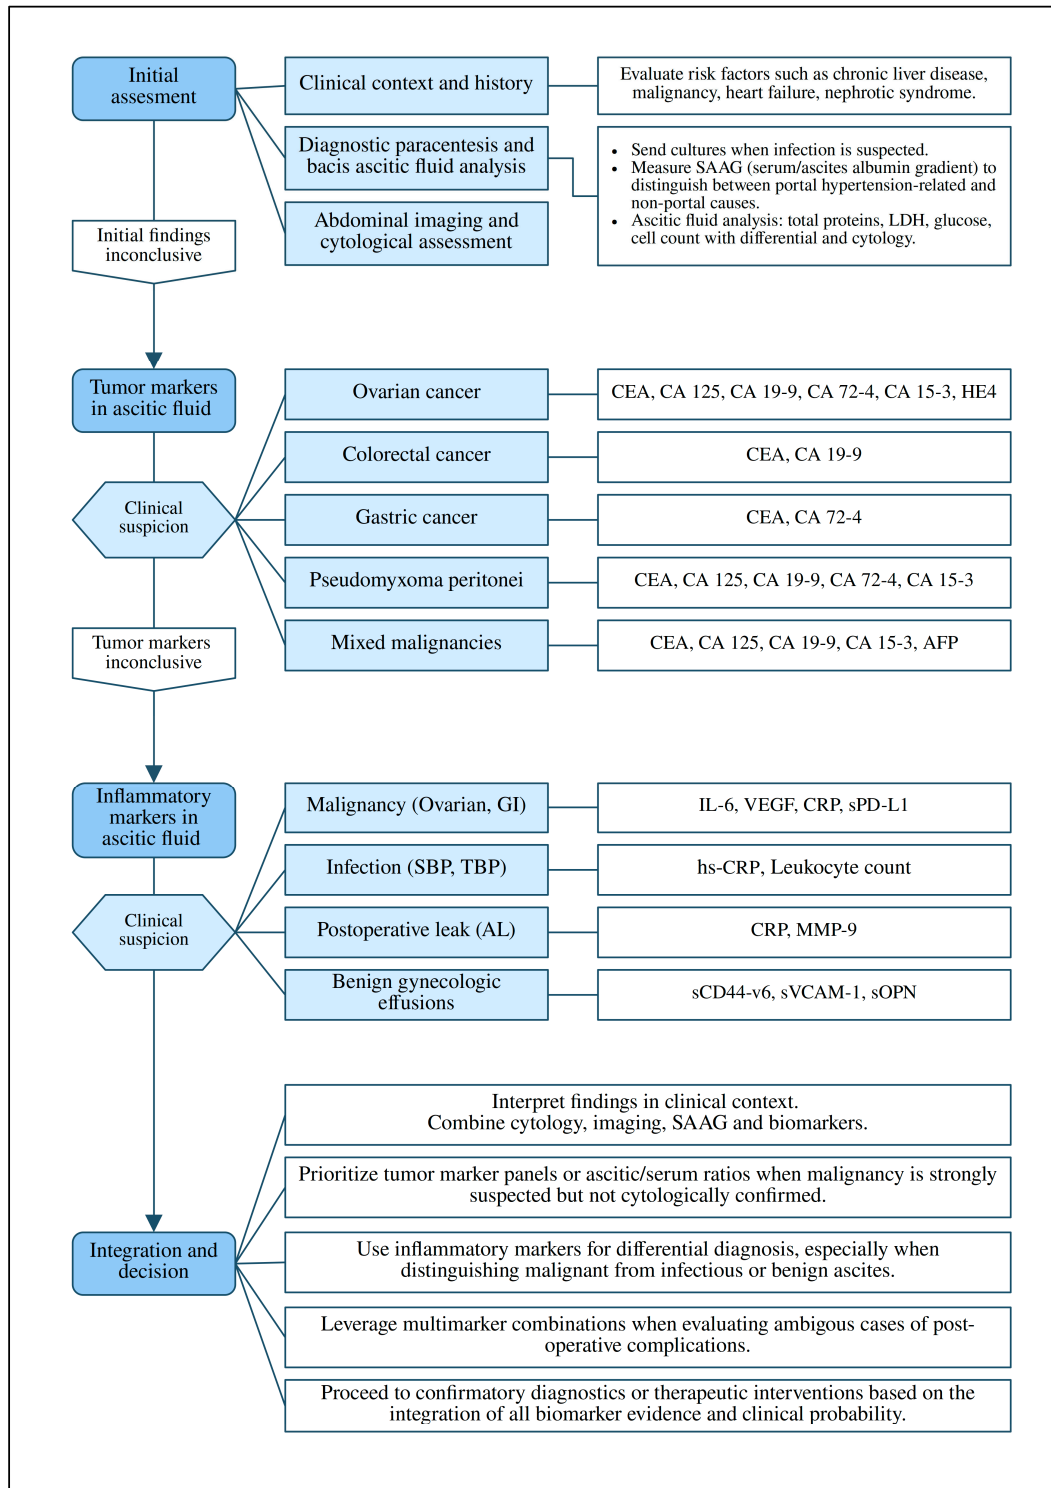 Initial
assesment
Clinical context and history
Evaluate risk factors such as chronic liver disease,
malignancy, heart failure, nephrotic syndrome.
Diagnostic paracentesis and
bacis ascitic fluid analysis
• Send cultures when infection is suspected.
• Measure SAAG (serum/ascites albumin gradient) to
distinguish between portal hypertension-related and
non-portal causes.
• Ascitic fluid analysis: total proteins, LDH, glucose,
cell count with differential and cytology.
Abdominal imaging and
cytological assessment
Initial findings
inconclusive
Tumor markers
in ascitic fluid
Clinical
suspicion
Ovarian cancer
CEA, CA 125, CA 19-9, CA 72-4, CA 15-3, HE4
Colorectal cancer
CEA, CA 19-9
Gastric cancer
CEA, CA 72-4
Pseudomyxoma peritonei
CEA, CA 125, CA 19-9, CA 72-4, CA 15-3
Mixed malignancies
CEA, CA 125, CA 19-9, CA 15-3, AFP
Tumor markers
inconclusive
Inflammatory
markers in
ascitic fluid
Clinical
suspicion
Malignancy (Ovarian, GI)
IL-6, VEGF, CRP, sPD-L1
Infection (SBP, TBP)
hs-CRP, Leukocyte count
Postoperative leak (AL)
CRP, MMP-9
Benign gynecologic
effusions
sCD44-v6, sVCAM-1, sOPN
Integration and
decision
Interpret findings in clinical context.
Combine cytology, imaging, SAAG and biomarkers.
Prioritize tumor marker panels or ascitic/serum ratios when malignancy is strongly
suspected but not cytologically confirmed.
Use inflammatory markers for differential diagnosis, especially when
distinguishing malignant from infectious or benign ascites.
Leverage multimarker combinations when evaluating ambigous cases of post-
operative complications.
Proceed to confirmatory diagnostics or therapeutic interventions based on the
integration of all biomarker evidence and clinical probability.